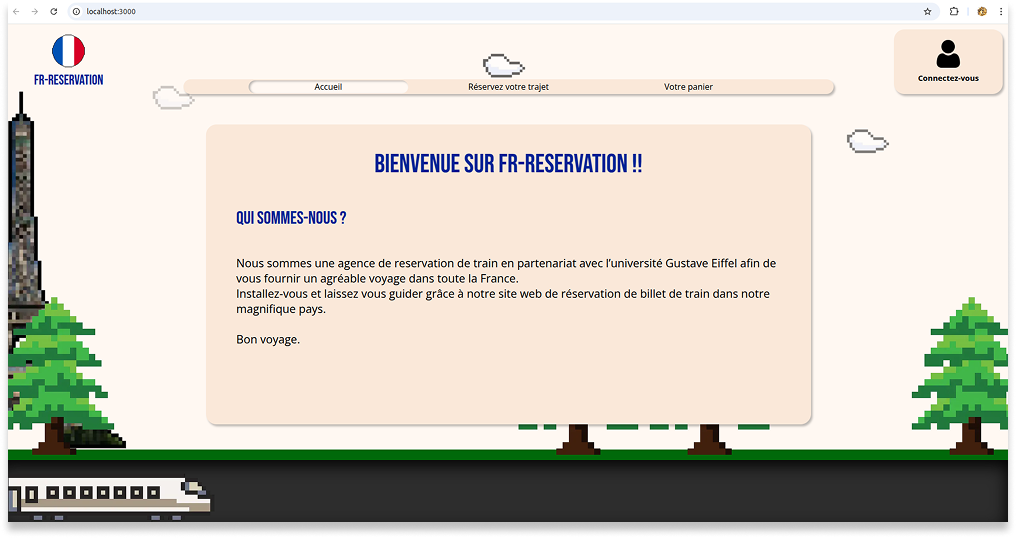 localhost:3000
FR-RESERVATION
Connectez-vous
Accueil
Réservez votre trajet
Votre panier
BIENVENUE SUR FR-RESERVATION !!
QUI SOMMES-NOUS ?
Nous sommes une agence de reservation de train en partenariat avec l’université Gustave Eiffel afin de
vous fournir un agréable voyage dans toute la France.
Installez-vous et laissez vous guider grâce à notre site web de réservation de billet de train dans notre
magnifique pays.
Bon voyage.